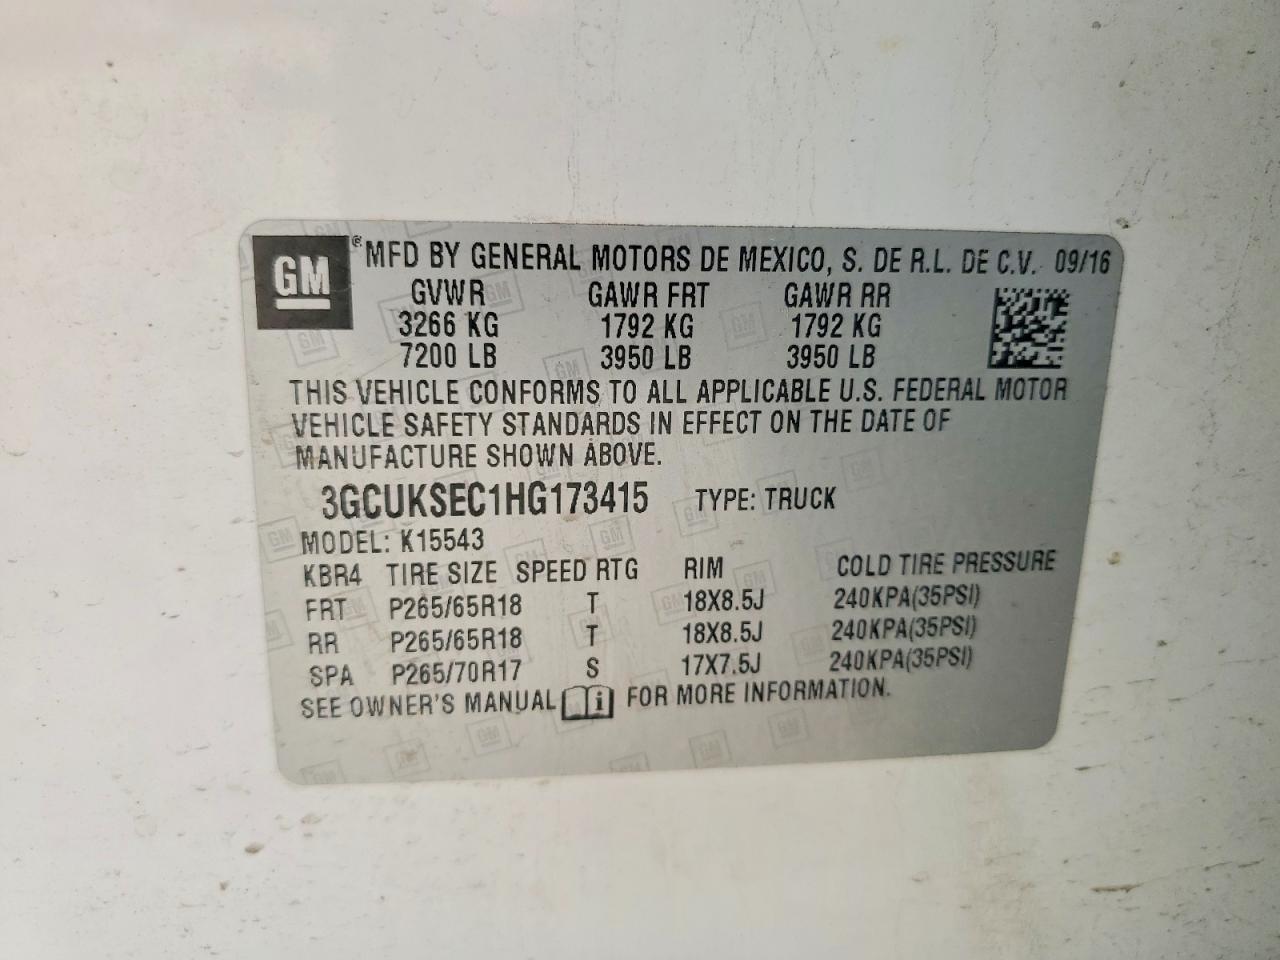 GM ® MFD BY GENERAL MOTORS DE MEXICO, S. DE R.L. DE C.V. 09/16
GVWR GAWR FRT GAWR RR
3266 KG 1792 KG 1792 KG
7200 LB 3950 LB 3950 LB
THIS VEHICLE CONFORMS TO ALL APPLICABLE U.S. FEDERAL MOTOR
VEHICLE SAFETY STANDARDS IN EFFECT ON THE DATE OF
MANUFACTURE SHOWN ABOVE.
3GCUKSEC1HG173415 TYPE: TRUCK
MODEL: K15543
KBR4 TIRE SIZE SPEED RTG RIM COLD TIRE PRESSURE
FRT P265/65R18 T 18X8.5J 240KPA(35PSI)
RR P265/65R18 T 18X8.5J 240KPA(35PSI)
SPA P265/70R17 S 17X7.5J 240KPA(35PSI)
SEE OWNER'S MANUAL i FOR MORE INFORMATION.